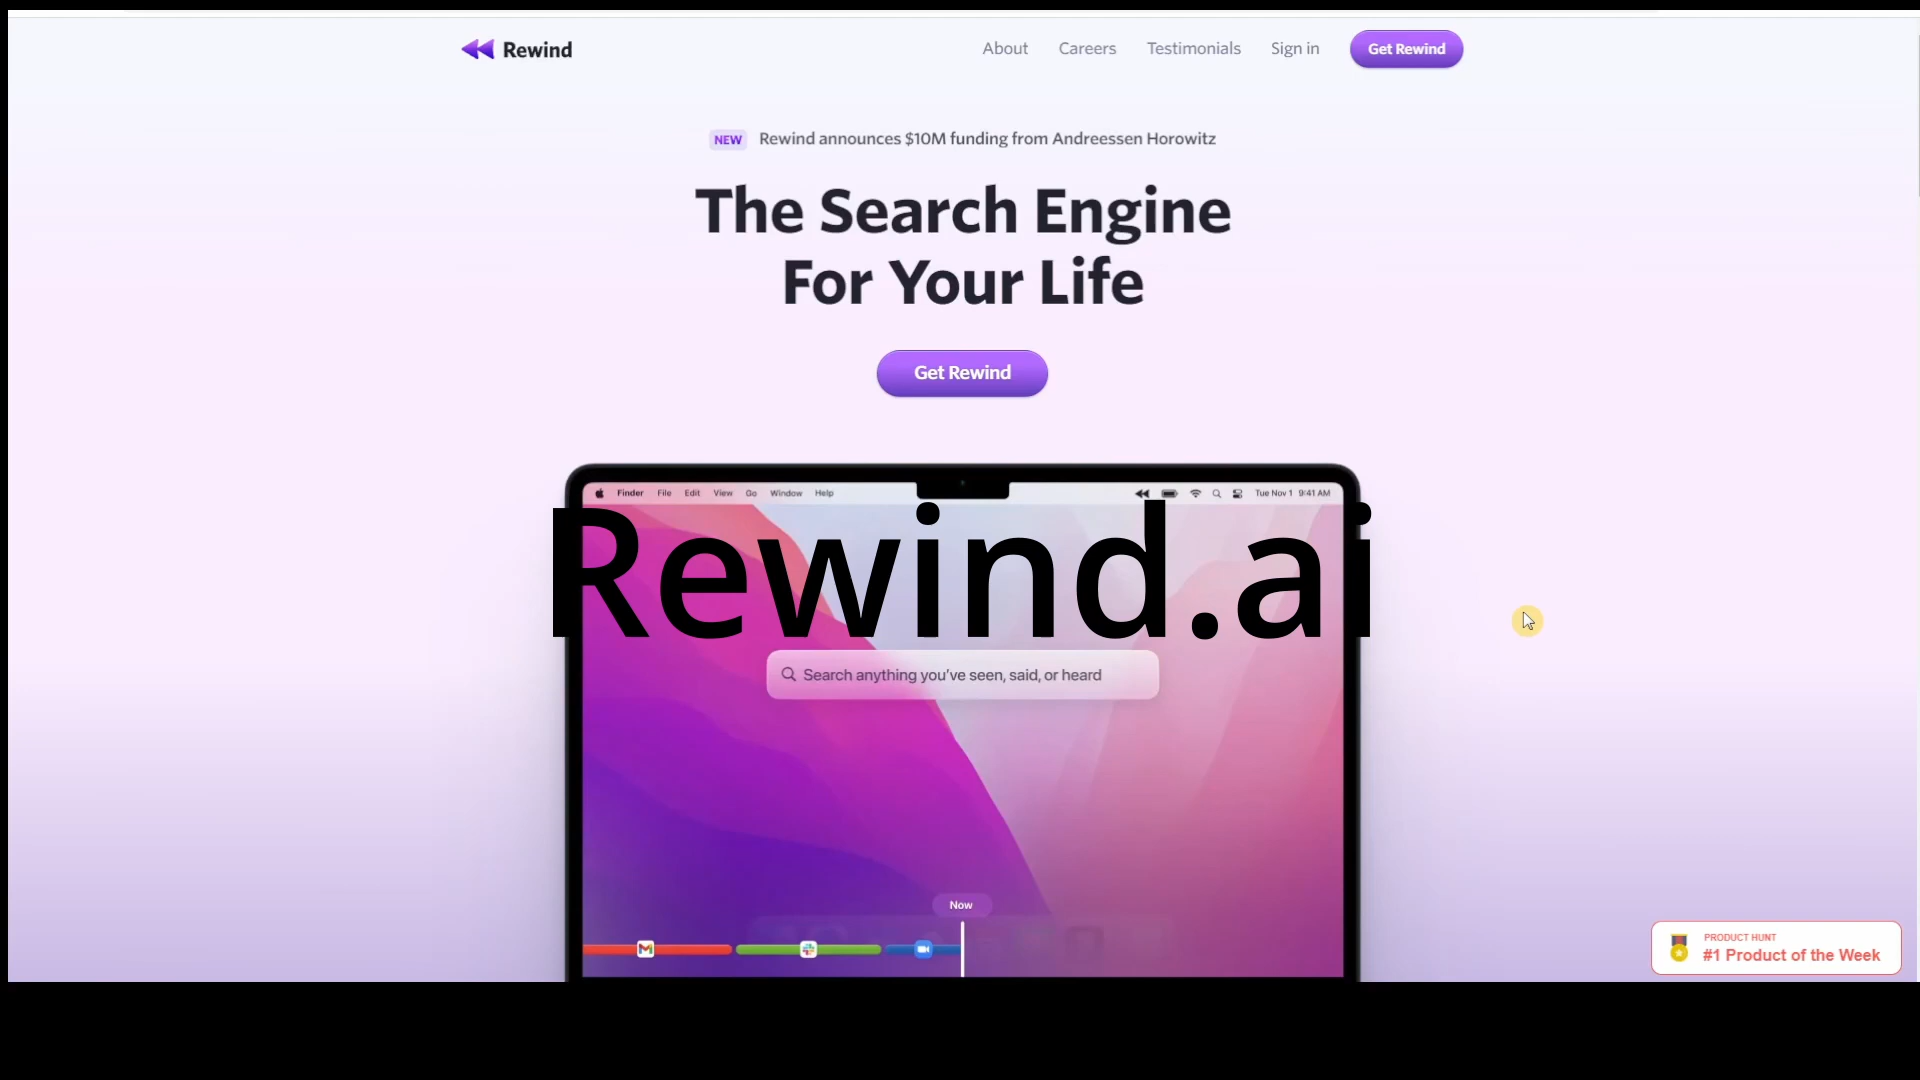 Rewind
About
Careers
Testimonials
Sign in
Get Rewind
NEW
Rewind announces $10M funding from Andreessen Horowitz
The Search Engine
For Your Life
Get Rewind
Finder File Edit View Go Window Help
Tue Nov 1 9:41 AM
Rewind.ai
Search anything you've seen, said, or heard
Now
PRODUCT HUNT
#1 Product of the Week